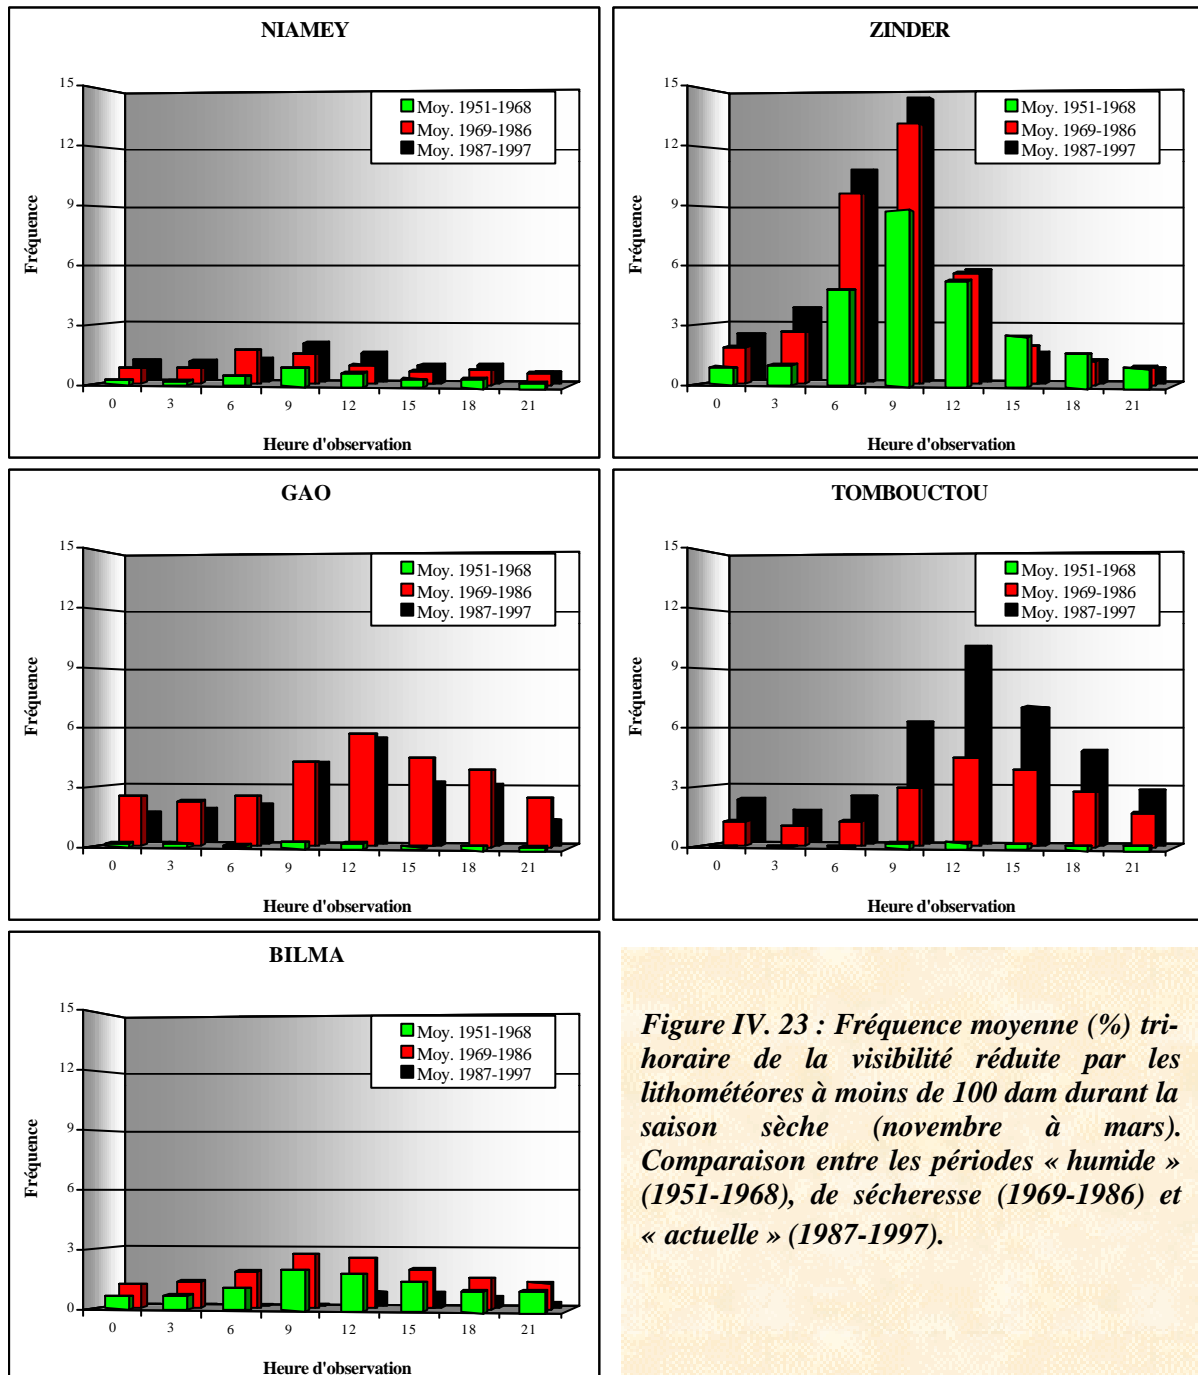 NIAMEY
15
12
9
6
3
0
Fréquence
Moy. 1951-1968
Moy. 1969-1986
Moy. 1987-1997
0 3 6 9 12 15 18 21
Heure d'observation
ZINDER
15
12
9
6
3
0
Fréquence
Moy. 1951-1968
Moy. 1969-1986
Moy. 1987-1997
0 3 6 9 12 15 18 21
Heure d'observation
GAO
15
12
9
6
3
0
Fréquence
Moy. 1951-1968
Moy. 1969-1986
Moy. 1987-1997
0 3 6 9 12 15 18 21
Heure d'observation
TOMBOUCTOU
15
12
9
6
3
0
Fréquence
Moy. 1951-1968
Moy. 1969-1986
Moy. 1987-1997
0 3 6 9 12 15 18 21
Heure d'observation
BILMA
15
12
9
6
3
0
Fréquence
Moy. 1951-1968
Moy. 1969-1986
Moy. 1987-1997
0 3 6 9 12 15 18 21
Heure d'observation
Figure IV. 23 : Fréquence moyenne (%) tri-
horaire de la visibilité réduite par les
lithométéores à moins de 100 dam durant la
saison sèche (novembre à mars).
Comparaison entre les périodes « humide »
(1951-1968), de sécheresse (1969-1986) et
« actuelle » (1987-1997).